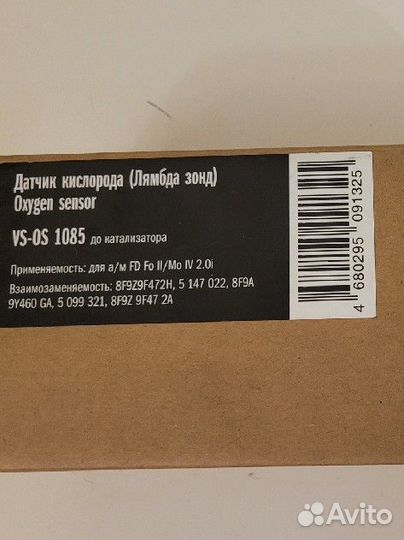 Датчик кислорода (Лямбда зонд)
Oxygen sensor
VS-OS 1085 до катализатора
Применяемость: для а/м FD Fo II/Mo IV 2.0i
Взаимозаменяемость: 8F9Z9F472H, 5 147 022, 8F9A
9Y460 GA, 5 099 321, 8F9Z 9F47 2A
4 680295 091325
Avito